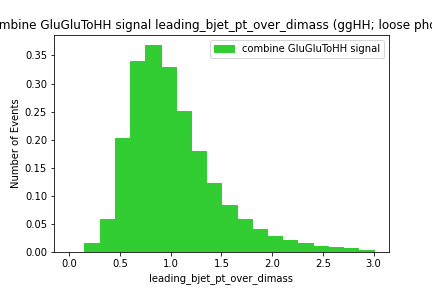 mbine GluGluToHH signal leading_bjet_pt_over_dimass (ggHH; loose pho
combine GluGluToHH signal
0.35
0.30
0.25
0.20
0.15
0.10
0.05
0.00
Number of Events
0.0 0.5 1.0 1.5 2.0 2.5 3.0
leading_bjet_pt_over_dimass